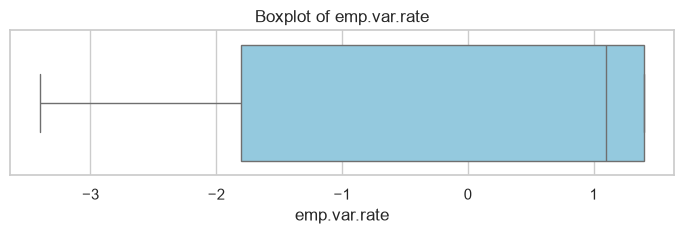 Boxplot of emp.var.rate
−3 −2 −1 0 1
emp.var.rate